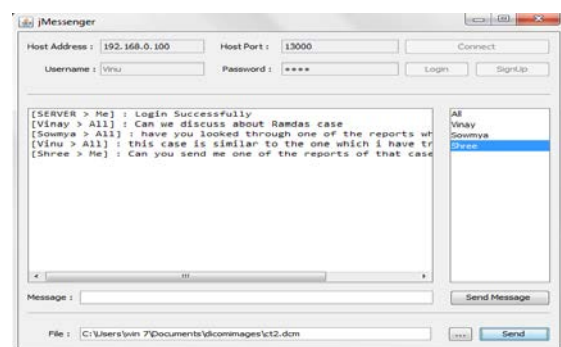 jMessenger
Host Address : 192.168.0.100 Host Port : 13000 Connect
Username : Vinu Password : **** Login SignUp
[SERVER > Me] : Login Successfully
[Vinay > All] : Can we discuss about Ramdas case
[Sowmya > All] : have you looked through one of the reports wh
[Vinu > All] : this case is similar to the one which i have tr
[Shree > Me] : Can you send me one of the reports of that case
All
Vinay
Sowmya
Shree
Message : Send Message
File : C:\Users\win 7\Documents\dicomimages\ct2.dcm ... Send